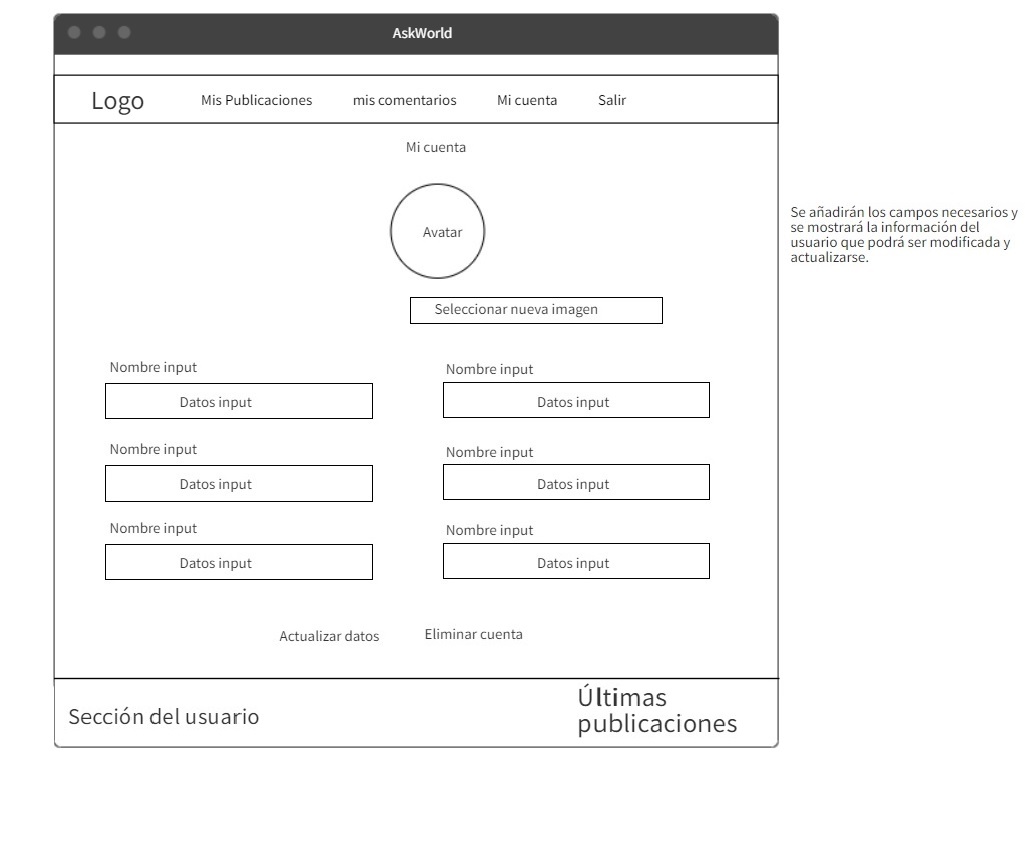 AskWorld
Logo
Mis Publicaciones
mis comentarios
Mi cuenta
Salir
Mi cuenta
Avatar
Seleccionar nueva imagen
Nombre input
Nombre input
Datos input
Datos input
Nombre input
Nombre input
Datos input
Datos input
Nombre input
Nombre input
Datos input
Datos input
Actualizar datos
Eliminar cuenta
Sección del usuario
Últimas
publicaciones
Se añadirán los campos necesarios y
se mostrará la información del
usuario que podrá ser modificada y
actualizarse.